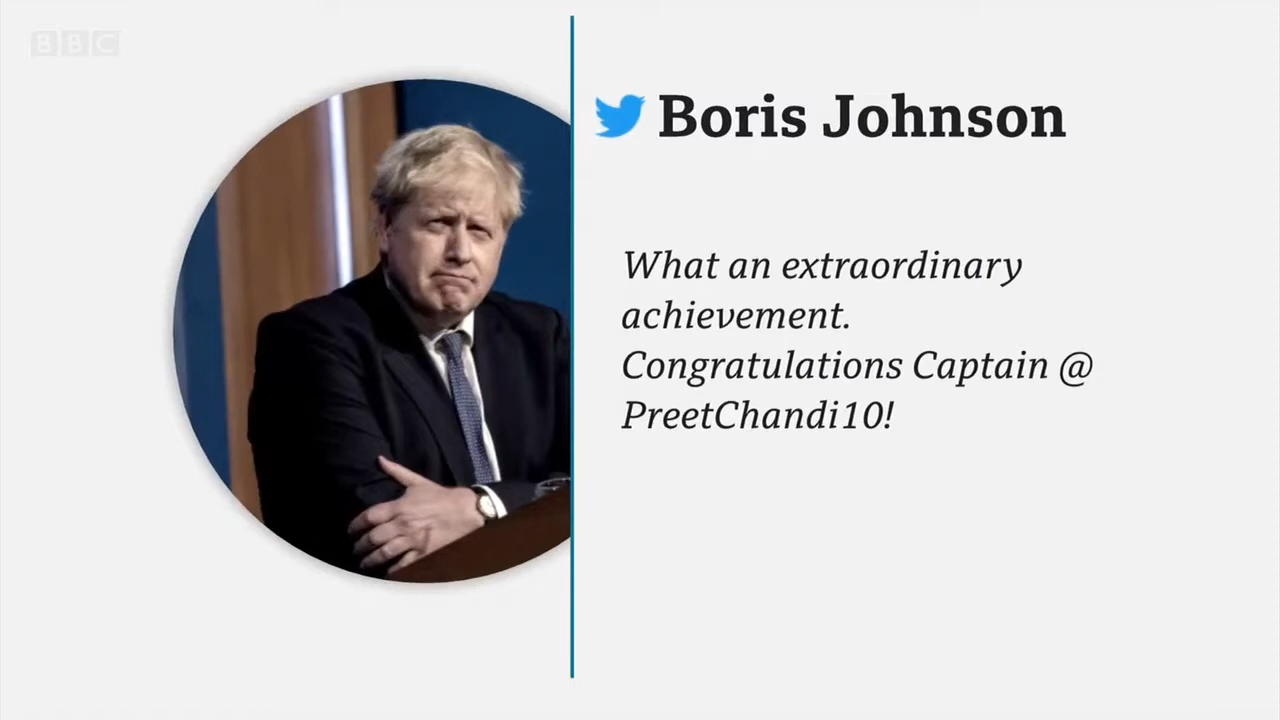 BBC
Boris Johnson
What an extraordinary
achievement.
Congratulations Captain @
PreetChandi10!